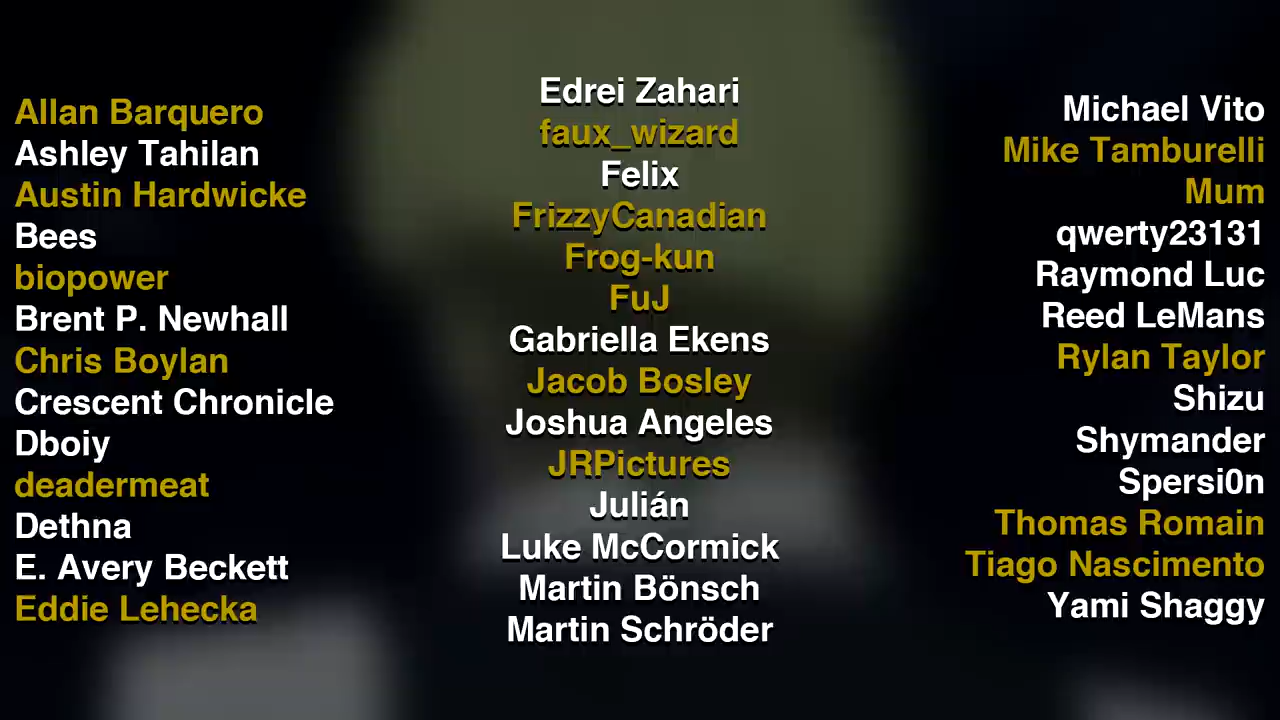 Allan Barquero
Ashley Tahilan
Austin Hardwicke
Bees
biopower
Brent P. Newhall
Chris Boylan
Crescent Chronicle
Dboiy
deadermeat
Dethna
E. Avery Beckett
Eddie Lehecka
Edrei Zahari
faux_wizard
Felix
FrizzyCanadian
Frog-kun
FuJ
Gabriella Ekens
Jacob Bosley
Joshua Angeles
JRPictures
Julián
Luke McCormick
Martin Bönsch
Martin Schröder
Michael Vito
Mike Tamburelli
Mum
qwerty23131
Raymond Luc
Reed LeMans
Rylan Taylor
Shizu
Shymander
Spersi0n
Thomas Romain
Tiago Nascimento
Yami Shaggy